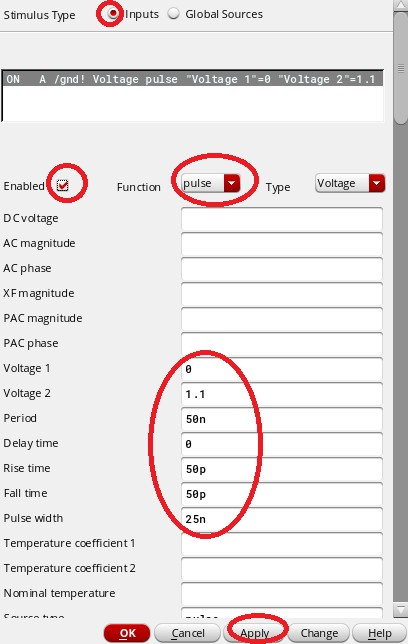 Stimulus Type Inputs Global Sources
ON A /gnd! Voltage pulse "Voltage 1"=0 "Voltage 2"=1.1
Enabled Function pulse Type Voltage
DC voltage
AC magnitude
AC phase
XF magnitude
PAC magnitude
PAC phase
Voltage 1 0
Voltage 2 1.1
Period 50n
Delay time 0
Rise time 50p
Fall time 50p
Pulse width 25n
Temperature coefficient 1
Temperature coefficient 2
Nominal temperature
Source type pulse
OK Cancel Apply Change Help